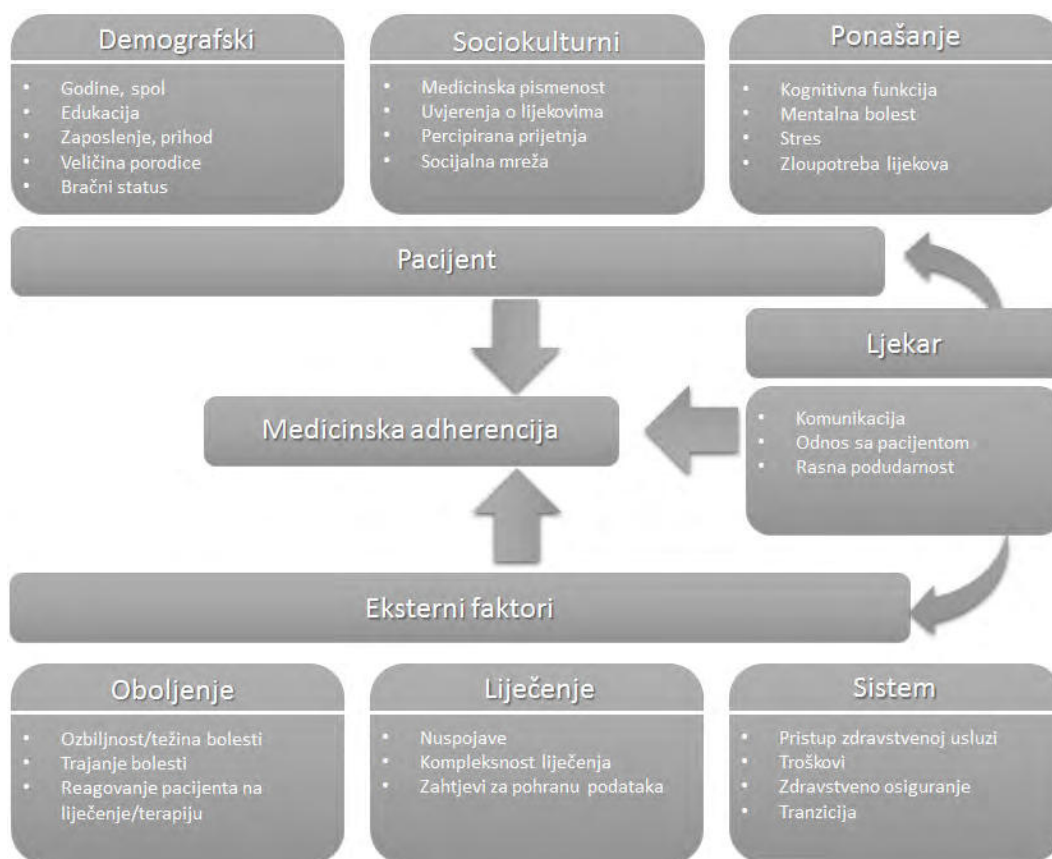 Demografski
Godine, spol
Edukacija
Zaposlenje, prihod
Veličina porodice
Bračni status
Sociokulturni
Medicinska pismenost
Uvjerenja o lijekovima
Percipirana prijetnja
Socijalna mreža
Ponašanje
Kognitivna funkcija
Mentalna bolest
Stres
Zloupotreba lijekova
Pacijent
Ljekar
Komunikacija
Odnos sa pacijentom
Rasna podudarnost
Medicinska adherencija
Eksterni faktori
Oboljenje
Ozbiljnost/težina bolesti
Trajanje bolesti
Reagovanje pacijenta na
liječenje/terapiju
Liječenje
Nuspojave
Kompleksnost liječenja
Zahtjevi za pohranu podataka
Sistem
Pristup zdravstvenoj usluzi
Troškovi
Zdravstveno osiguranje
Tranzicija